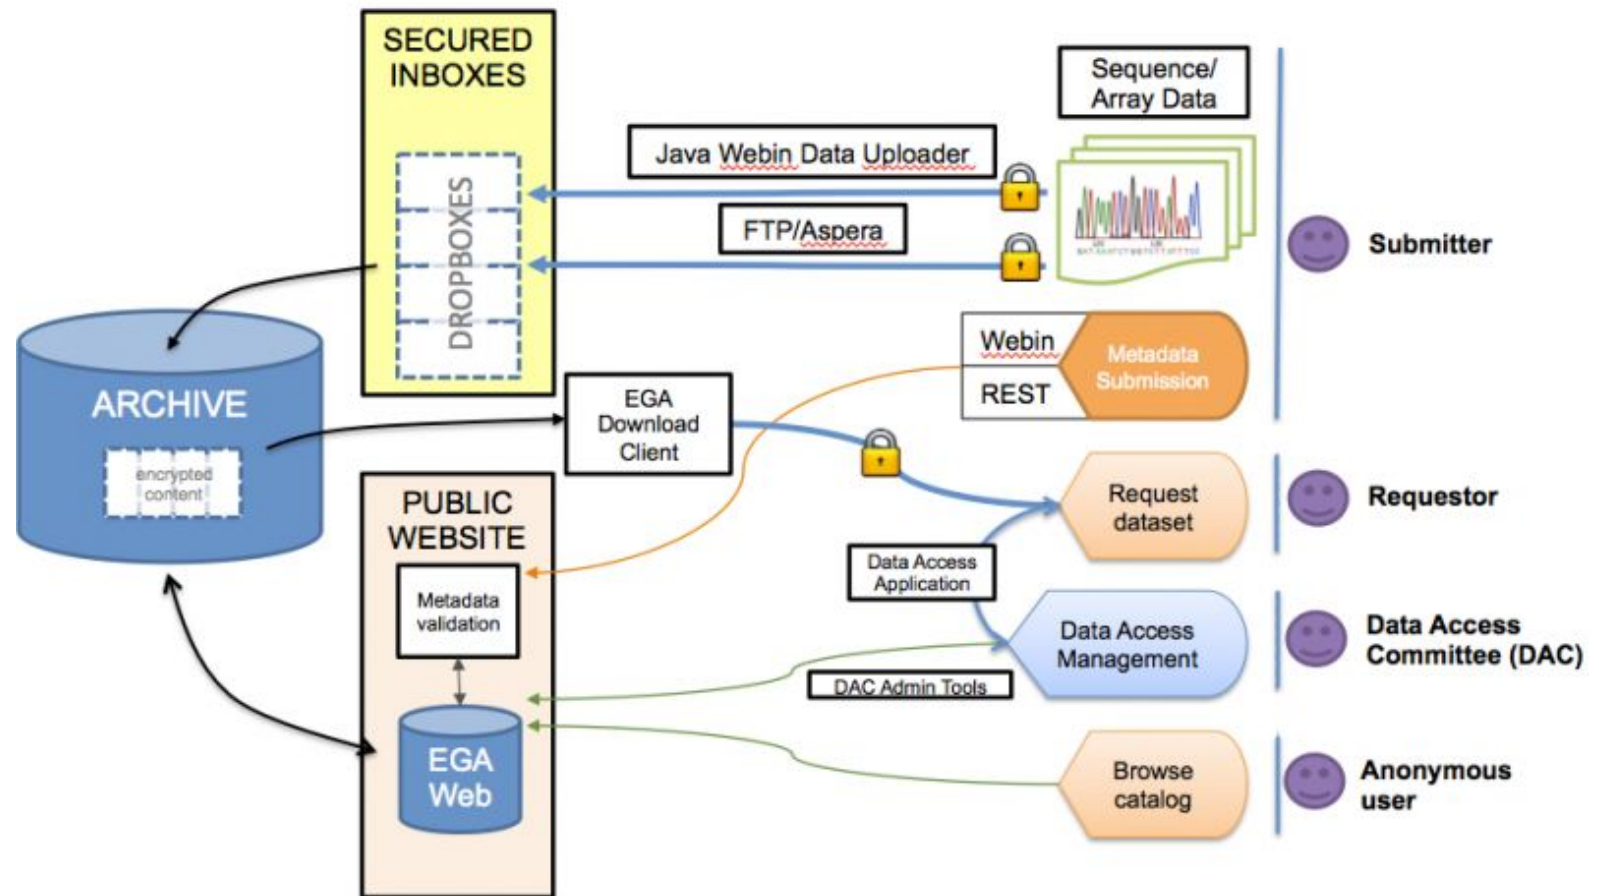 SECURED
INBOXES
DROPBOXES
Sequence/
Array Data
Java Webin Data Uploader
FTP/Aspera
Submitter
Webin
REST
Metadada
Submission
ARCHIVE
encrypted
content
EGA
Download
Client
Request
dataset
Requestor
PUBLIC
WEBSITE
Metadata
validation
Data Access
Application
Data Access
Management
Data Access
Committee (DAC)
DAC Admin Tools
EGA
Web
Browse
catalog
Anonymous
user